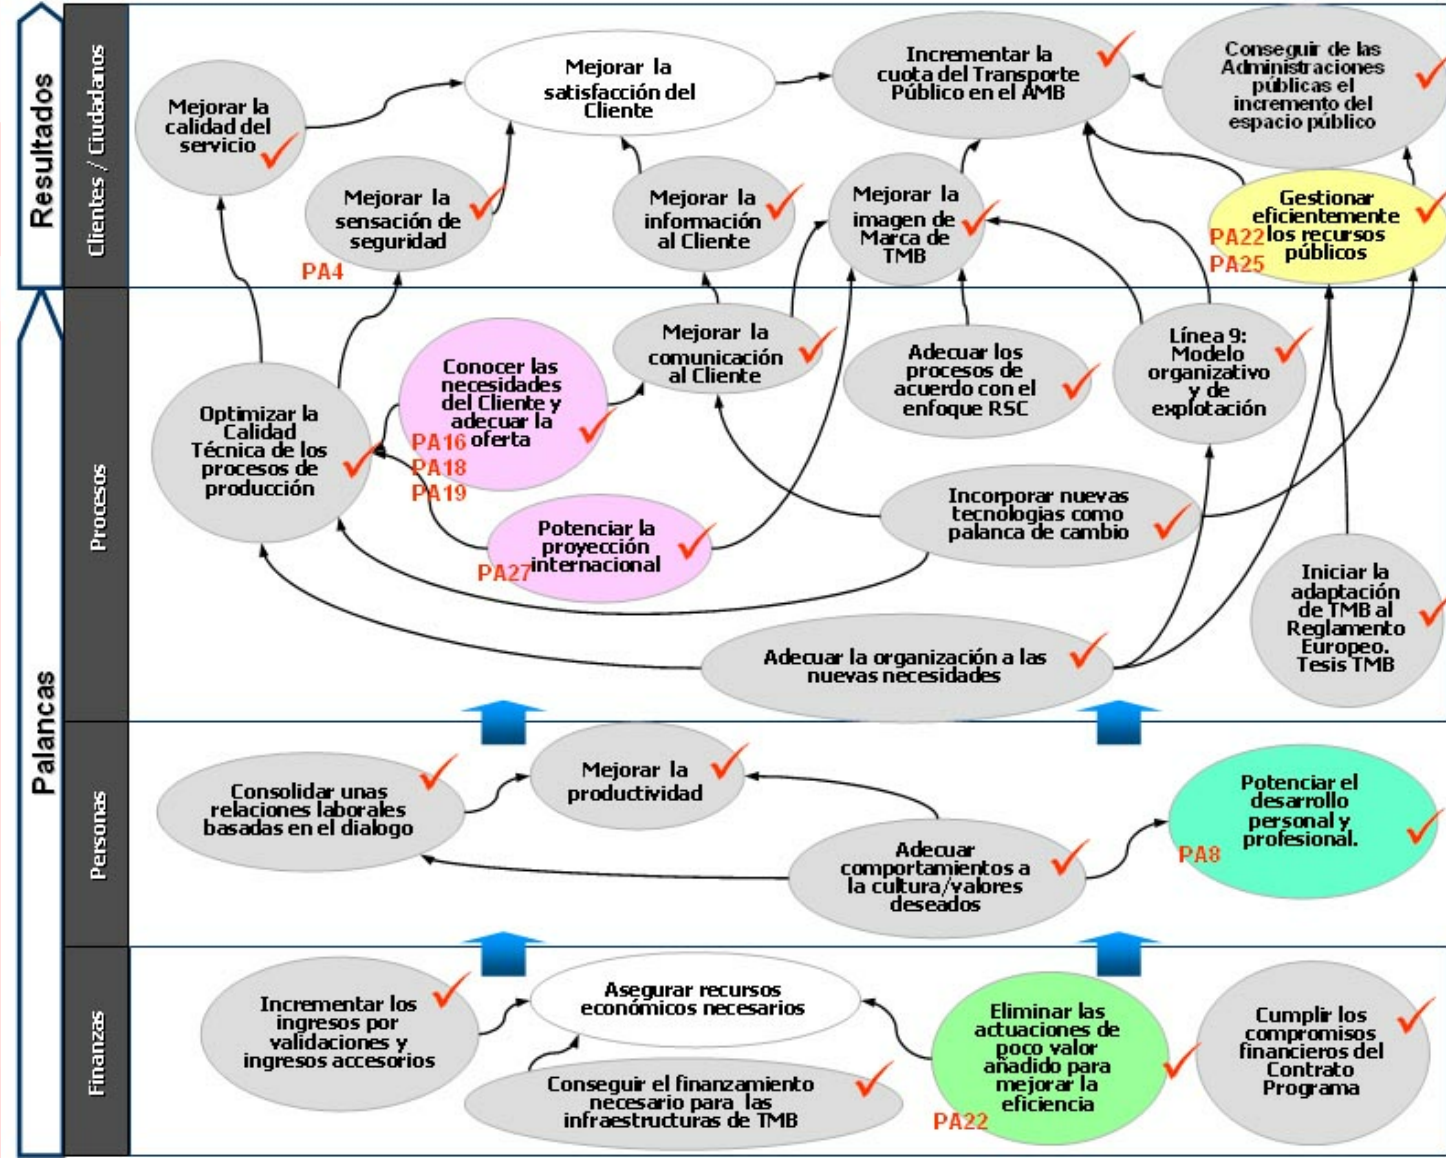 Resultados
Clientes / Ciudadanos
Mejorar la
calidad del
servicio
Mejorar la
satisfacción del
Cliente
Incrementar la
cuota del Transporte
Público en el AMB
Conseguir de las
Administraciones
públicas el
incremento del
espacio público
Mejorar la
sensación de
seguridad
PA4
Mejorar la
información
al Cliente
Mejorar la
imagen de
Marca de
TMB
Gestionar
eficientemente
los recursos
públicos
PA22
PA25
Palancas
Procesos
Optimizar la
Calidad
Técnica de los
procesos de
producción
Conocer las
necesidades
del Cliente y
adecuar la
oferta
PA16
PA18
PA19
Mejorar la
comunicación
al Cliente
Adecuar los
procesos de
acuerdo con el
enfoque RSC
Línea 9:
Modelo
organizativo
y de
explotación
Potenciar la
proyección
internacional
PA27
Incorporar nuevas
tecnologias como
palanca de cambio
Iniciar la
adaptación
de TMB al
Reglamento
Europeo.
Tesis TMB
Adecuar la organización a las
nuevas necesidades
Personas
Consolidar unas
relaciones laborales
basadas en el dialogo
Mejorar la
productividad
Adecuar
comportamientos a
la cultura/valores
deseados
Potenciar el
desarrollo
personal y
profesional.
PA8
Finanzas
Incrementar los
ingresos por
validaciones y
ingresos accesorios
Asegurar recursos
económicos necesarios
Conseguir el finanzamiento
necesario para las
infraestructuras de TMB
Eliminar las
actuaciones de
poco valor
añadido para
mejorar la
eficiencia
PA22
Cumplir los
compromisos
financieros del
Contrato
Programa